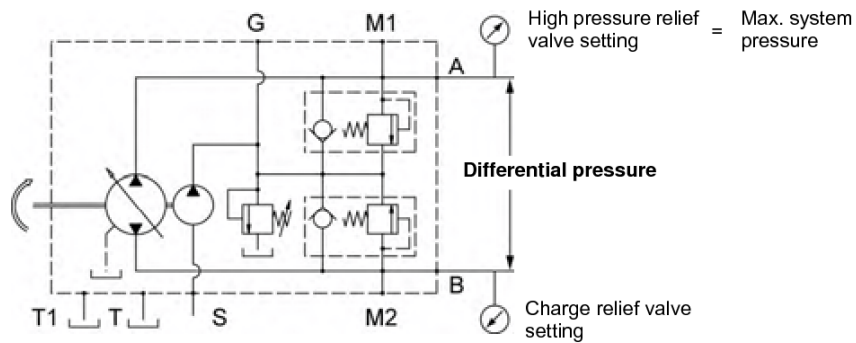 G
M1
High pressure relief
valve setting
=
Max. system
pressure
A
Differential pressure
B
T1
T
S
M2
Charge relief valve
setting